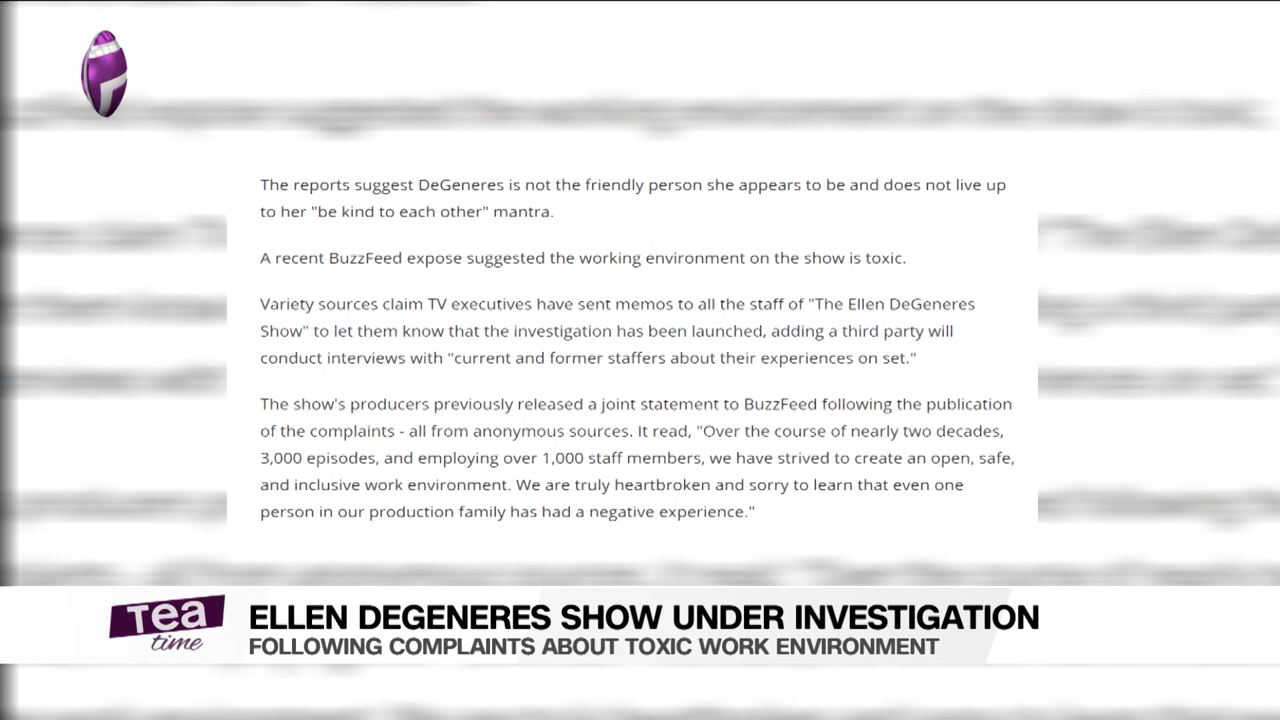 The reports suggest DeGeneres is not the friendly person she appears to be and does not live up
to her "be kind to each other" mantra.
A recent BuzzFeed expose suggested the working environment on the show is toxic.
Variety sources claim TV executives have sent memos to all the staff of "The Ellen DeGeneres
Show" to let them know that the investigation has been launched, adding a third party will
conduct interviews with "current and former staffers about their experiences on set."
The show's producers previously released a joint statement to BuzzFeed following the publication
of the complaints - all from anonymous sources. It read, "Over the course of nearly two decades,
3,000 episodes, and employing over 1,000 staff members, we have strived to create an open, safe,
and inclusive work environment. We are truly heartbroken and sorry to learn that even one
person in our production family has had a negative experience."
Tea
time
ELLEN DEGENERES SHOW UNDER INVESTIGATION
FOLLOWING COMPLAINTS ABOUT TOXIC WORK ENVIRONMENT